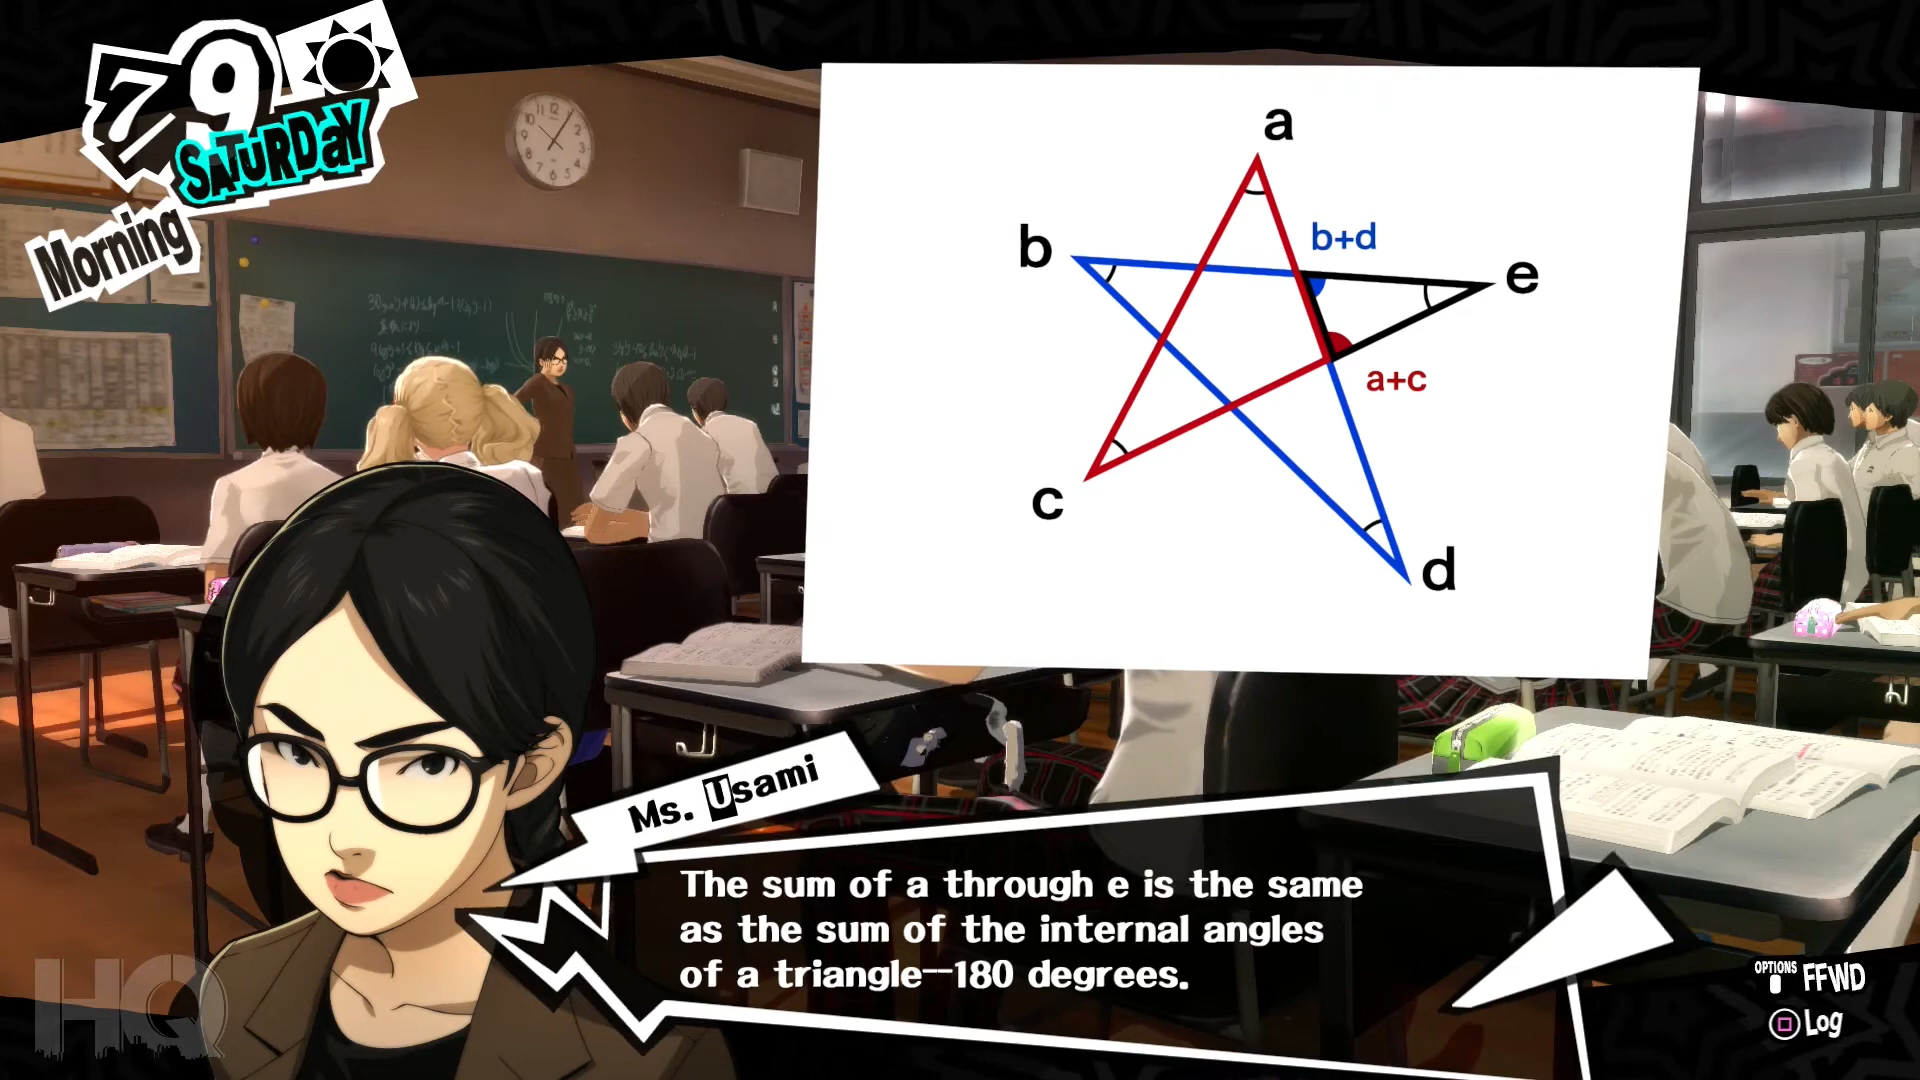 7 9
SATURDAY
Morning
a
b+d
b
e
a+c
c
d
Ms. Usami
The sum of a through e is the same
as the sum of the internal angles
of a triangle--180 degrees.
OPTIONS FFWD
Log
HQ